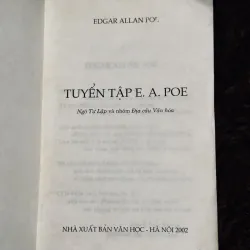 EDGAR ALLAN POE
TUYỂN TẬP E. A. POE
Ngô Tự Lập và nhóm Địa cầu Văn hóa
NHÀ XUẤT BẢN VĂN HỌC - HÀ NỘI 2002